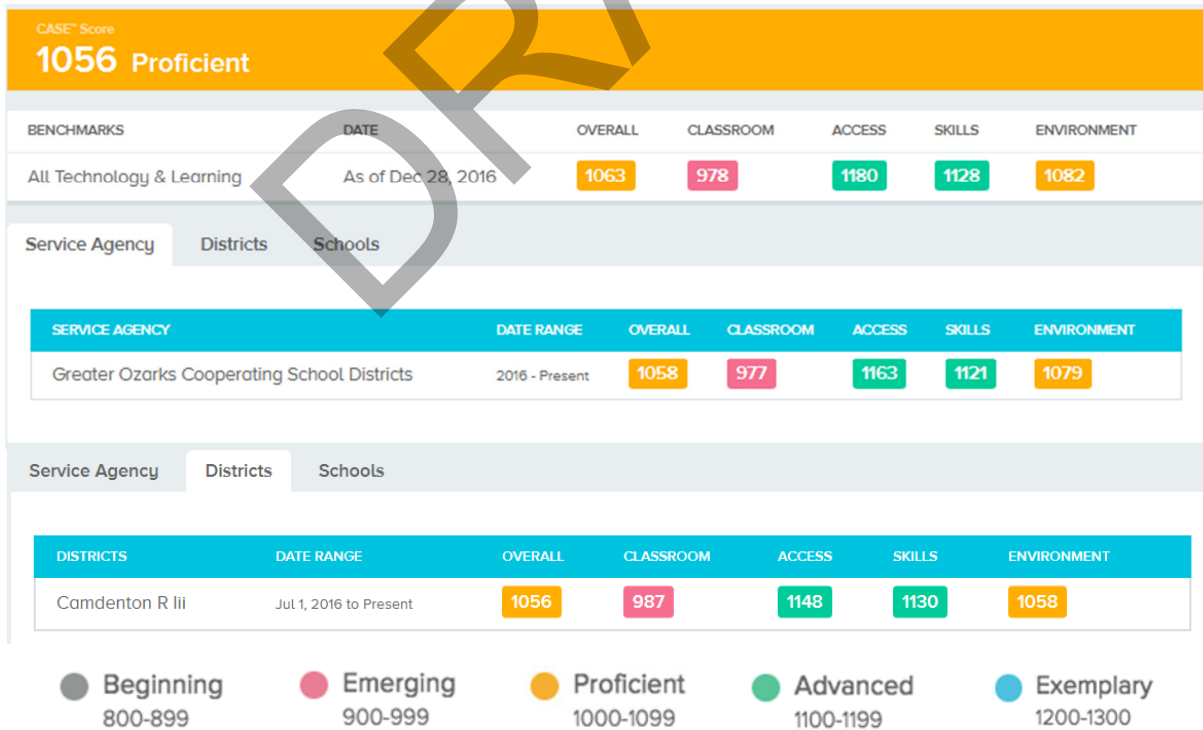 CASE™ Score
1056 Proficient
BENCHMARKS DATE OVERALL CLASSROOM ACCESS SKILLS ENVIRONMENT
All Technology & Learning As of Dec 28, 2016 1063 978 1180 1128 1082
Service Agency Districts Schools
SERVICE AGENCY DATE RANGE OVERALL CLASSROOM ACCESS SKILLS ENVIRONMENT
Greater Ozarks Cooperating School Districts 2016 - Present 1058 977 1163 1121 1079
Service Agency Districts Schools
DISTRICTS DATE RANGE OVERALL CLASSROOM ACCESS SKILLS ENVIRONMENT
Camdenton R Iii Jul 1, 2016 to Present 1056 987 1148 1130 1058
Beginning Emerging Proficient Advanced Exemplary
800-899 900-999 1000-1099 1100-1199 1200-1300